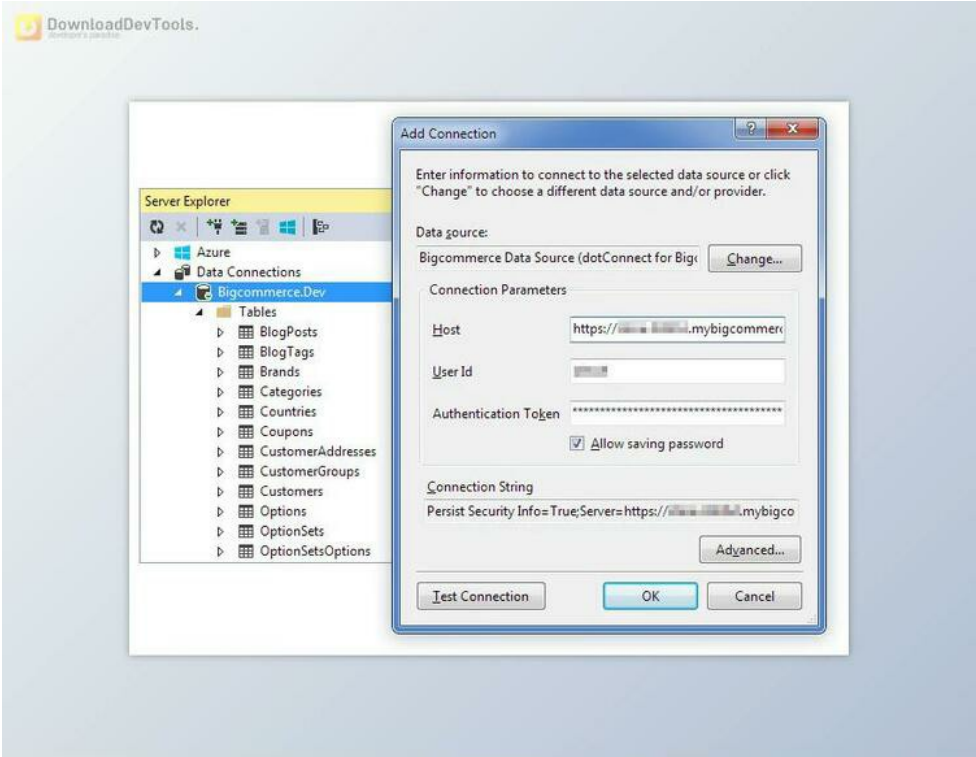 DownloadDevTools.
developer's paradise
Add Connection
Enter information to connect to the selected data source or click
"Change" to choose a different data source and/or provider.
Data source:
Bigcommerce Data Source (dotConnect for Bigc
Change...
Connection Parameters
Host
https:// .mybigcommerc
User Id
Authentication Token
****************************************
Allow saving password
Connection String
Persist Security Info=True;Server=https:// .mybigco
Advanced...
Test Connection
OK
Cancel
Server Explorer
Azure
Data Connections
Bigcommerce.Dev
Tables
BlogPosts
BlogTags
Brands
Categories
Countries
Coupons
CustomerAddresses
CustomerGroups
Customers
Options
OptionSets
OptionSetsOptions